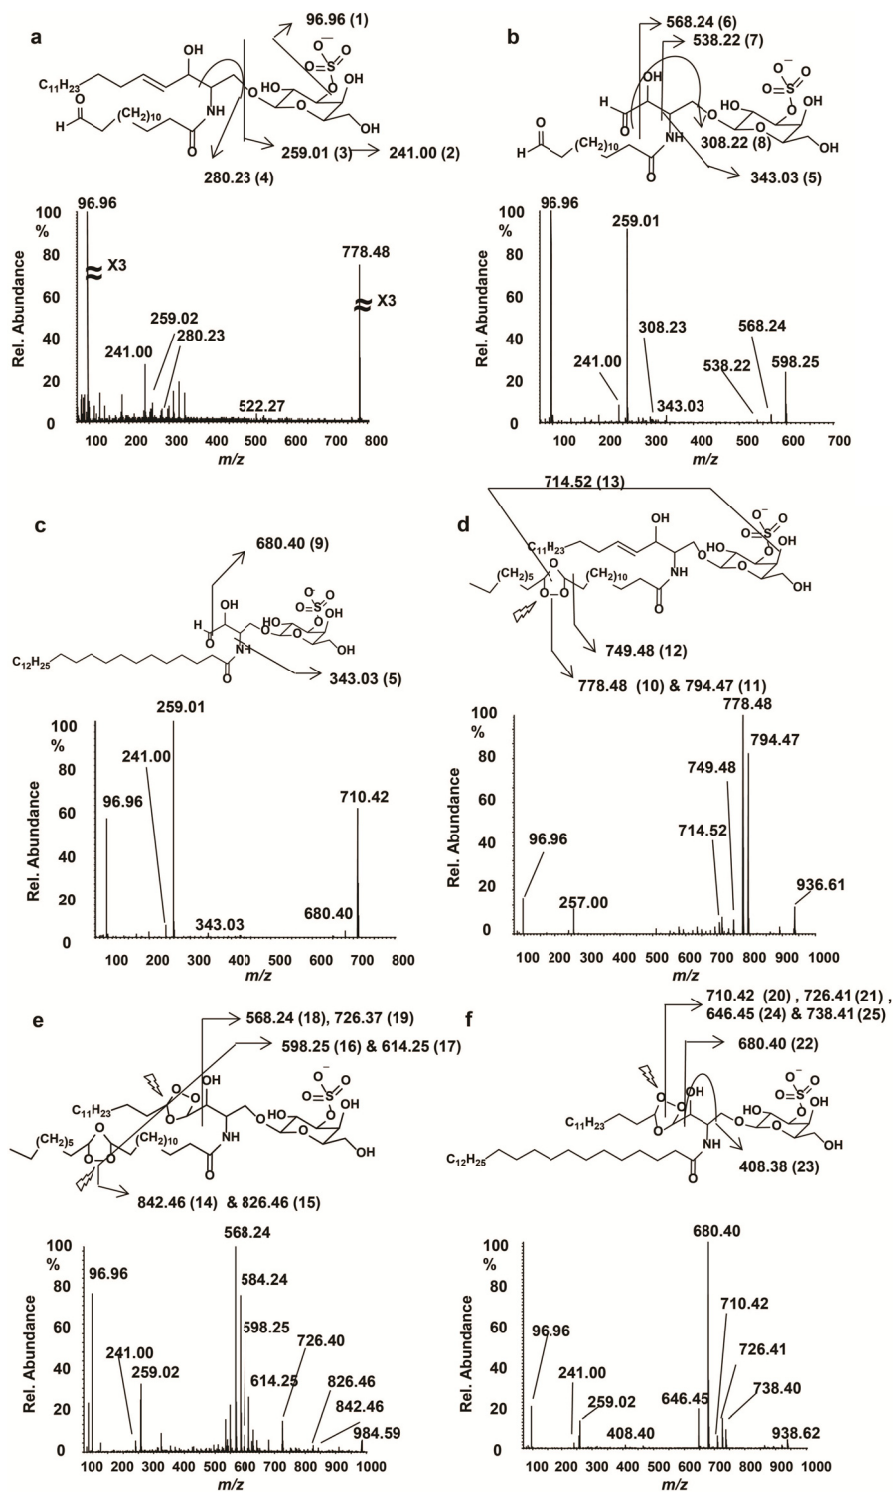 a
96.96 (1)
O−
O S O
O
OH
OH
C11H23
O
H
(CH2)10
NH
O
O
HO
O
OH
259.01 (3) 241.00 (2)
280.23 (4)
100
%
80
60
40
20
0
Rel. Abundance
96.96
X3
778.48
X3
259.02
241.00
280.23
522.27
100 200 300 400 500 600 700 800
m/z
b
568.24 (6)
538.22 (7)
O−
O S O
O
OH
OH
H
O
O
HO
O
O
H
(CH2)10
NH
308.22 (8)
OH
O
343.03 (5)
100
%
80
60
40
20
0
Rel. Abundance
96.96
259.01
308.23
568.24
241.00
538.22
598.25
343.03
100 200 300 400 500 600 700
m/z
c
680.40 (9)
O−
O=S O
O
OH
OH
H
O
O
HO
O
OH
C12H25
O
343.03 (5)
100
%
80
60
40
20
0
Rel. Abundance
259.01
241.00
96.96
710.42
680.40
343.03
100 200 300 400 500 600 700 800
m/z
d
714.52 (13)
O−
O=S O
O
OH
OH
C11H23
O
HO
O
(CH2)5
O
O O
(CH2)10
NH
OH
O
749.48 (12)
778.48 (10) & 794.47 (11)
100
%
80
60
40
20
0
Rel. Abundance
778.48
794.47
749.48
714.52
96.96
257.00
936.61
100 200 300 400 500 600 700 800 900 1000
m/z
e
568.24 (18), 726.37 (19)
598.25 (16) & 614.25 (17)
O−
O=S=O
O
OH
OH
O O
O
C11H23
O
HO
O
(CH2)5
O
O O
(CH2)10
NH
OH
O
842.46 (14) & 826.46 (15)
100
%
80
60
40
20
0
Rel. Abundance
568.24
96.96
584.24
598.25
726.40
241.00
259.02
614.25
826.46
842.46
984.59
100 200 300 400 500 600 700 800 900 1000
m/z
f
710.42 (20) , 726.41 (21) ,
646.45 (24) & 738.41 (25)
680.40 (22)
O−
O=S=O
O
OH
OH
O O
O
C11H23
O
HO
O
NH
OH
C12H25
O
408.38 (23)
100
%
80
60
40
20
0
Rel. Abundance
680.40
710.42
96.96
726.41
241.00
646.45
738.40
259.02
408.40
938.62
100 200 300 400 500 600 700 800 900 1000
m/z